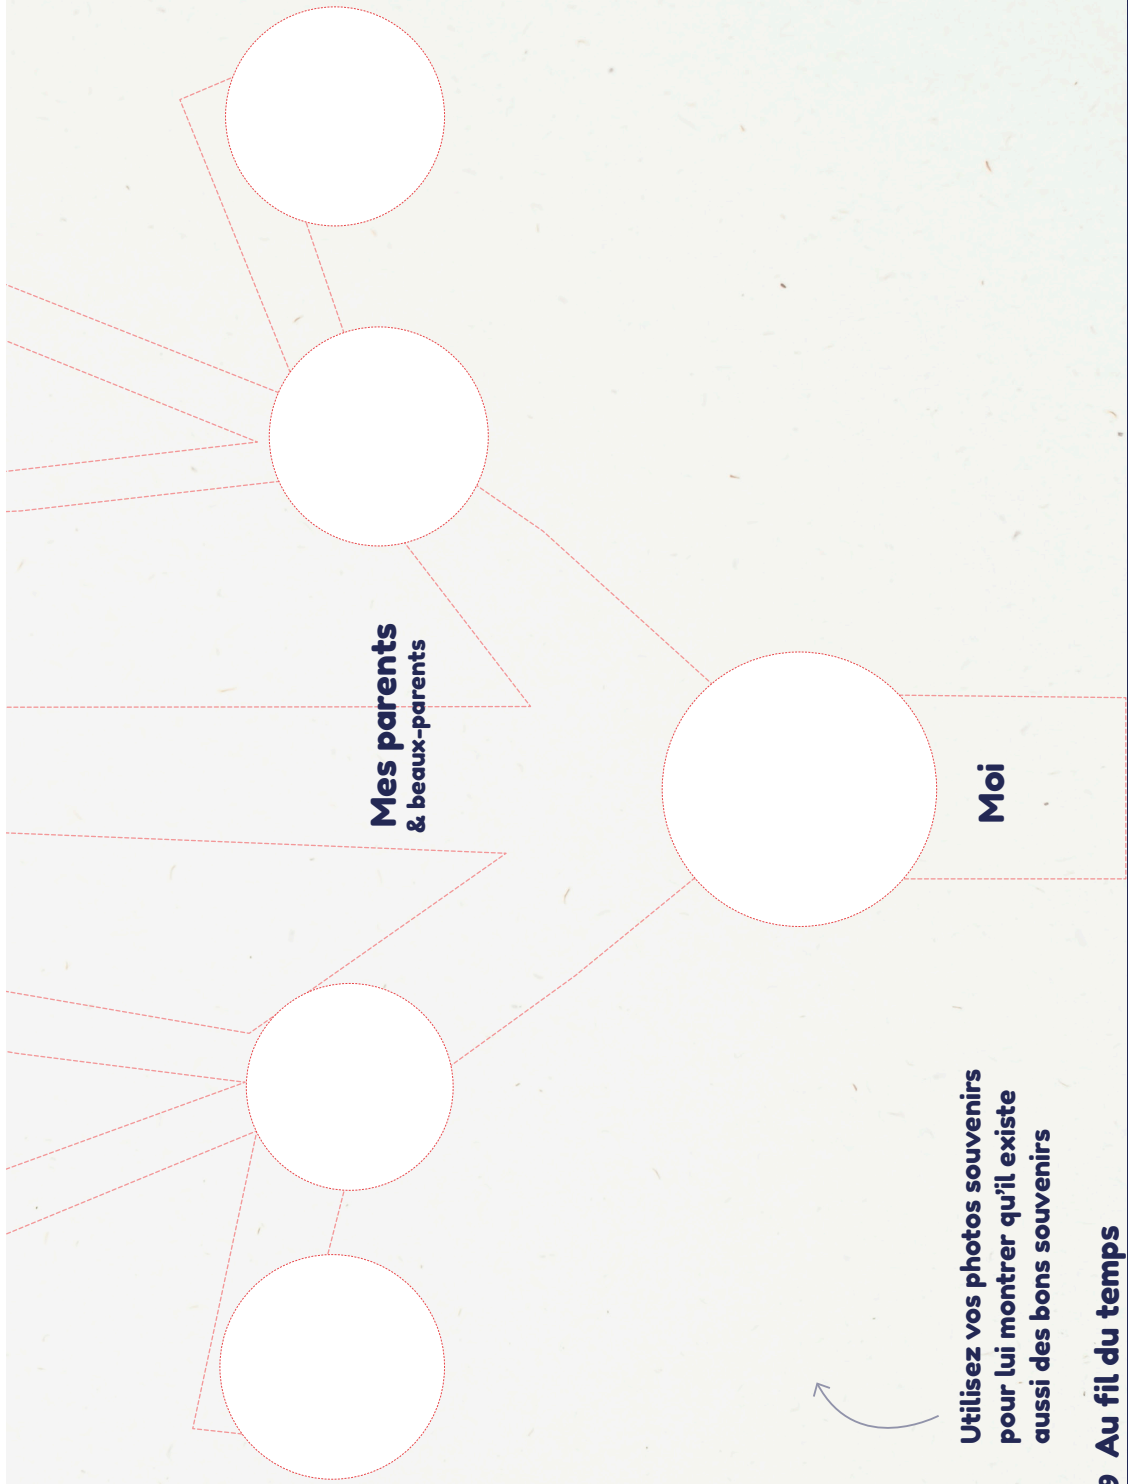 Mes parents
& beaux-parents
Moi
Utilisez vos photos souvenirs
pour lui montrer qu'il existe
aussi des bons souvenirs
Au fil du temps